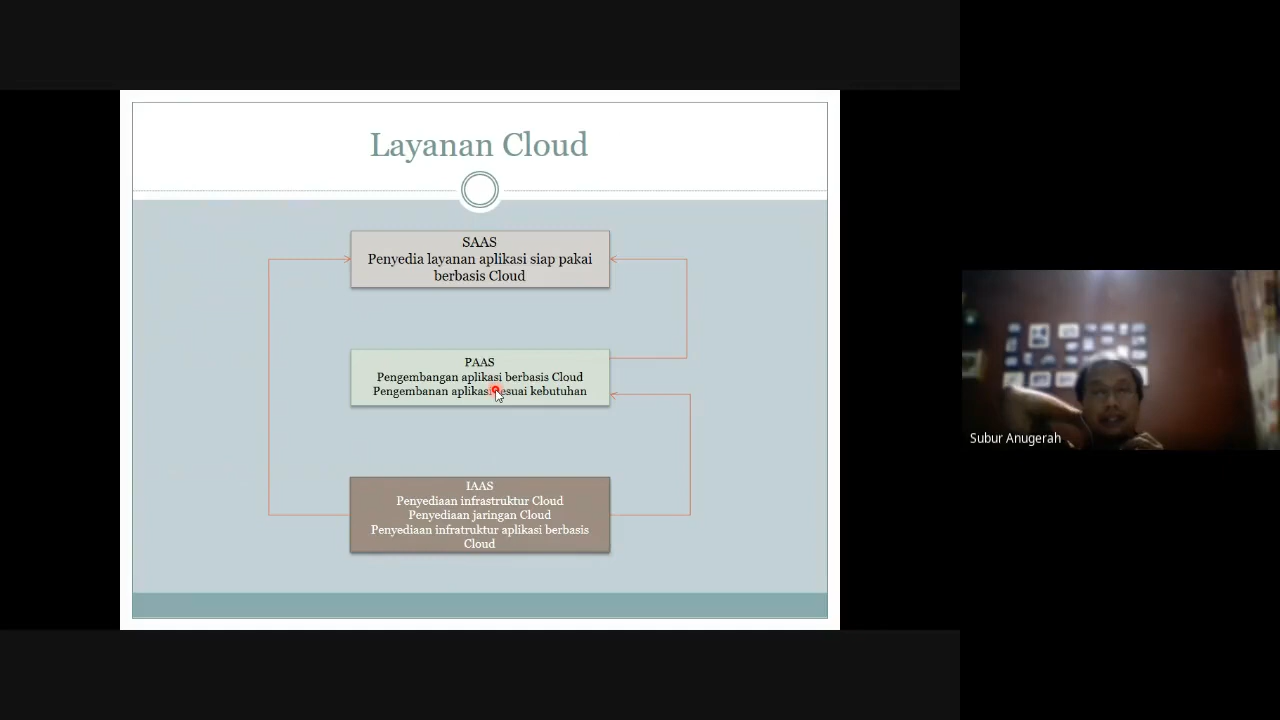 Layanan Cloud
SAAS
Penyedia layanan aplikasi siap pakai
berbasis Cloud
PAAS
Pengembangan aplikasi berbasis Cloud
Pengembanan aplikasi sesuai kebutuhan
IAAS
Penyediaan infrastruktur Cloud
Penyediaan jaringan Cloud
Penyediaan infratruktur aplikasi berbasis
Cloud
Subur Anugerah